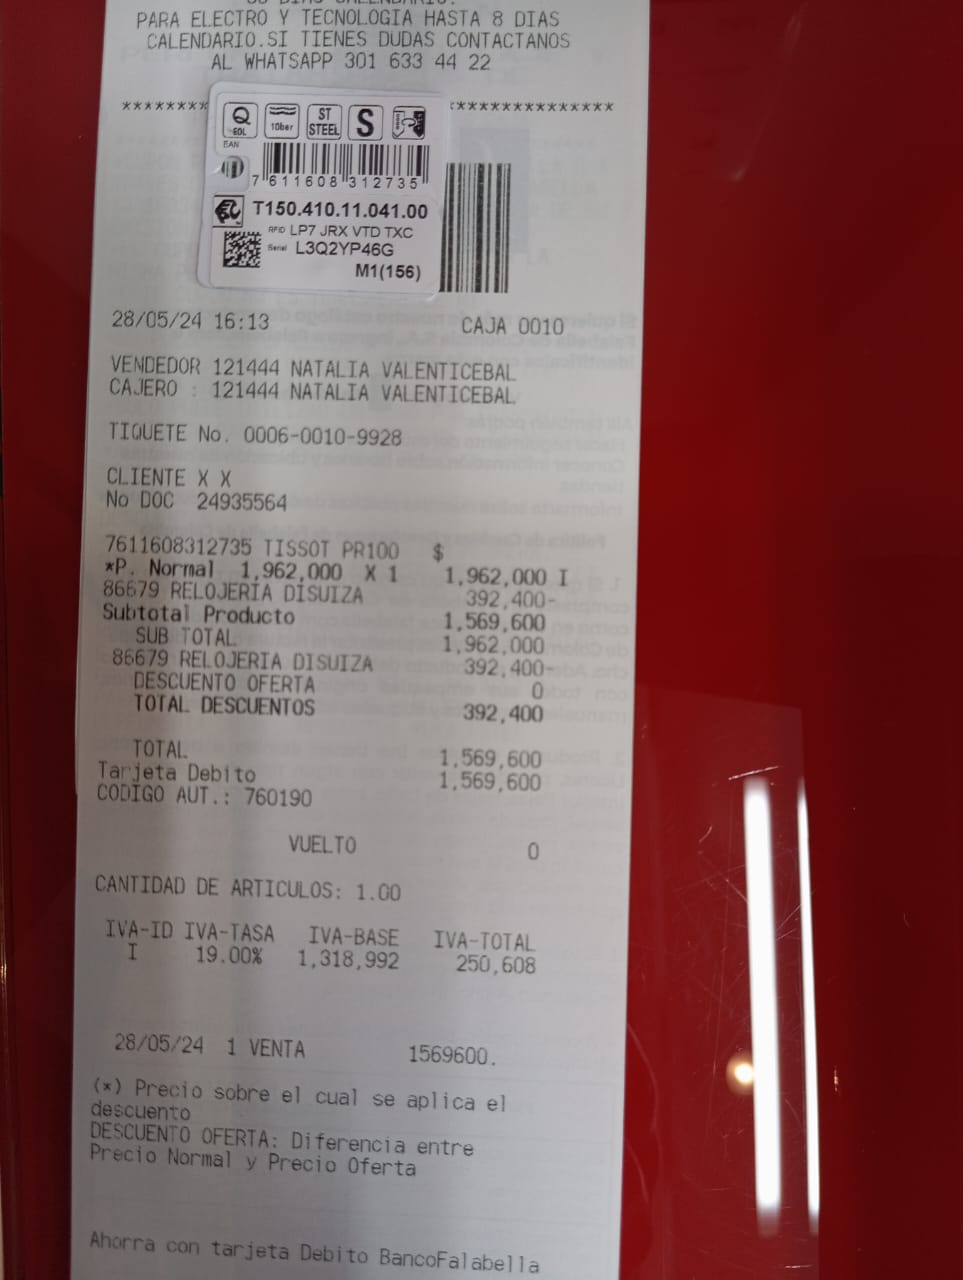 PARA ELECTRO Y TECNOLOGIA HASTA 8 DIAS
CALENDARIO.SI TIENES DUDAS CONTACTANOS
AL WHATSAPP 301 633 44 22
Q EOL
10ber
ST STEEL
S
EAN
7 611608 312735
T150.410.11.041.00
RFID LP7 JRX VTD TXC
Serial L3Q2YP46G
M1(156)
28/05/24 16:13 CAJA 0010
VENDEDOR 121444 NATALIA VALENTICEBAL
CAJERO : 121444 NATALIA VALENTICEBAL
TIQUETE No. 0006-0010-9928
CLIENTE X X
No DOC 24935564
7611608312735 TISSOT PR100 $
*P. Normal 1,962,000 X 1 1,962,000 I
86679 RELOJERIA DISUIZA 392,400-
Subtotal Producto 1,569,600
SUB TOTAL 1,962,000
86679 RELOJERIA DISUIZA 392,400-
DESCUENTO OFERTA 0
TOTAL DESCUENTOS 392,400
TOTAL 1,569,600
Tarjeta Debito 1,569,600
CODIGO AUT.: 760190
VUELTO 0
CANTIDAD DE ARTICULOS: 1.00
IVA-ID IVA-TASA IVA-BASE IVA-TOTAL
I 19.00% 1,318,992 250,608
28/05/24 1 VENTA 1569600.
(*) Precio sobre el cual se aplica el
descuento
DESCUENTO OFERTA: Diferencia entre
Precio Normal y Precio Oferta
Ahorra con tarjeta Debito BancoFalabella